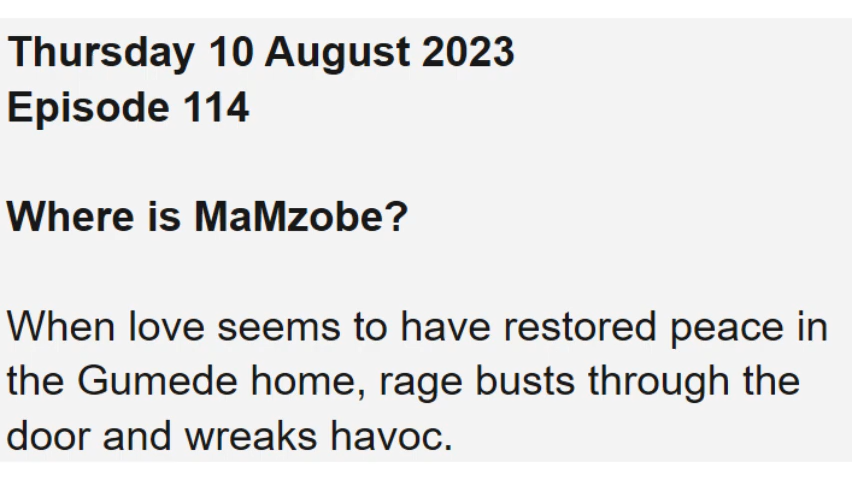 Thursday 10 August 2023
Episode 114
Where is MaMzobe?
When love seems to have restored peace in
the Gumede home, rage busts through the
door and wreaks havoc.